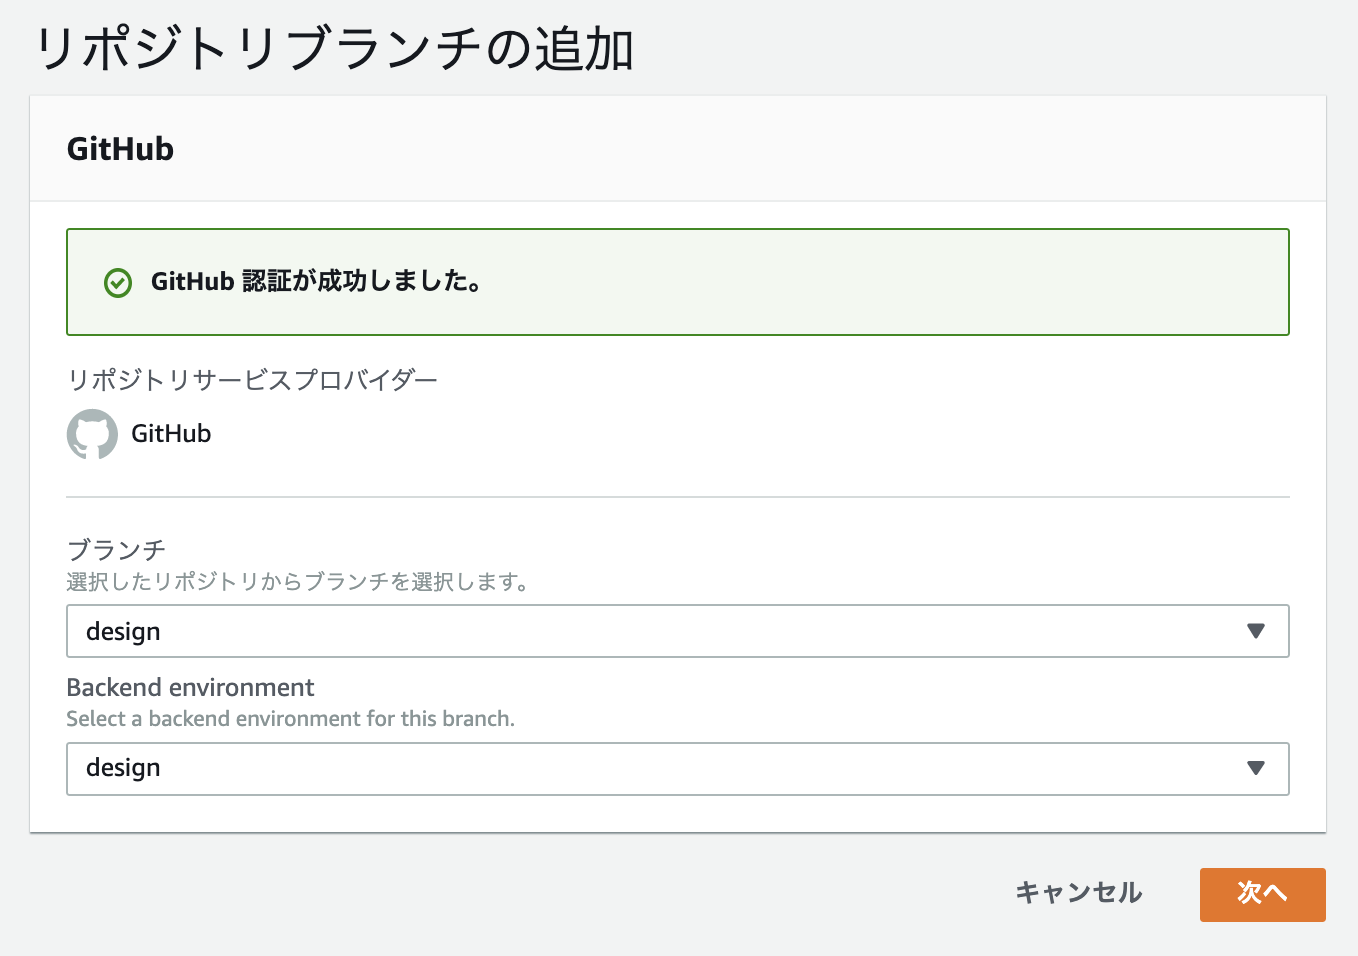 リポジトリブランチの追加
GitHub
GitHub 認証が成功しました。
リポジトリサービスプロバイダー
GitHub
ブランチ
選択したリポジトリからブランチを選択します。
design
Backend environment
Select a backend environment for this branch.
design
キャンセル
次へ